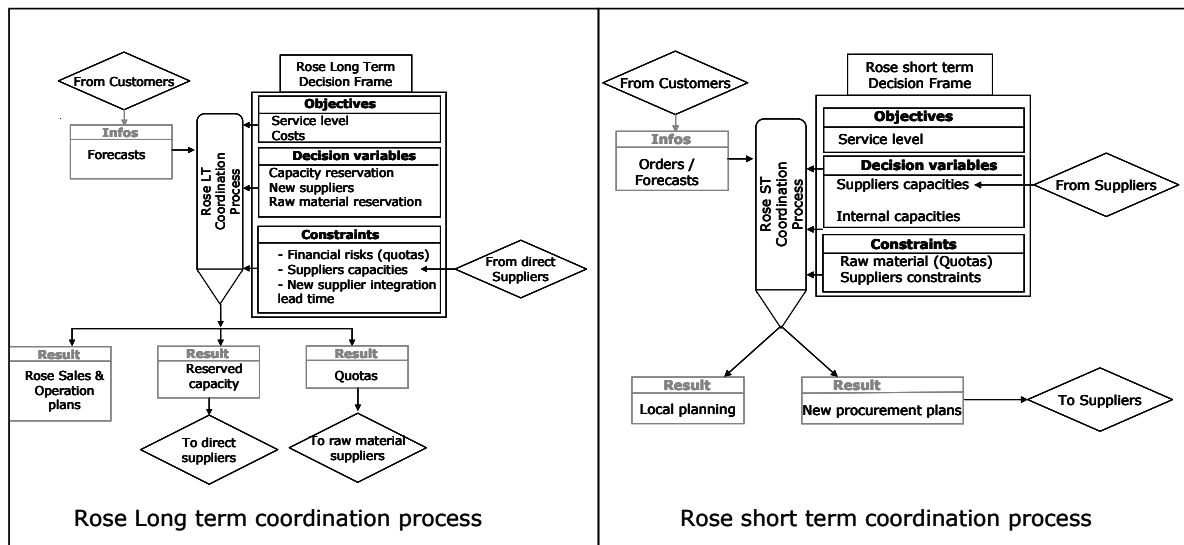 Rose Long Term
Decision Frame
From Customers
Objectives
Service level
Costs
Infos
Forecasts
Rose LT
Coordination
Process
Decision variables
Capacity reservation
New suppliers
Raw material reservation
Constraints
- Financial risks (quotas)
- Suppliers capacities
- New supplier integration
lead time
From direct
Suppliers
Result
Rose Sales &
Operation
plans
Result
Reserved
capacity
Result
Quotas
To direct
suppliers
To raw material
suppliers
Rose Long term coordination process
Rose short term
Decision Frame
From Customers
Objectives
Service level
Infos
Orders /
Forecasts
Rose ST
Coordination
Process
Decision variables
Suppliers capacities
Internal capacities
From Suppliers
Constraints
Raw material (Quotas)
Suppliers constraints
Result
Local planning
Result
New procurement plans
To Suppliers
Rose short term coordination process